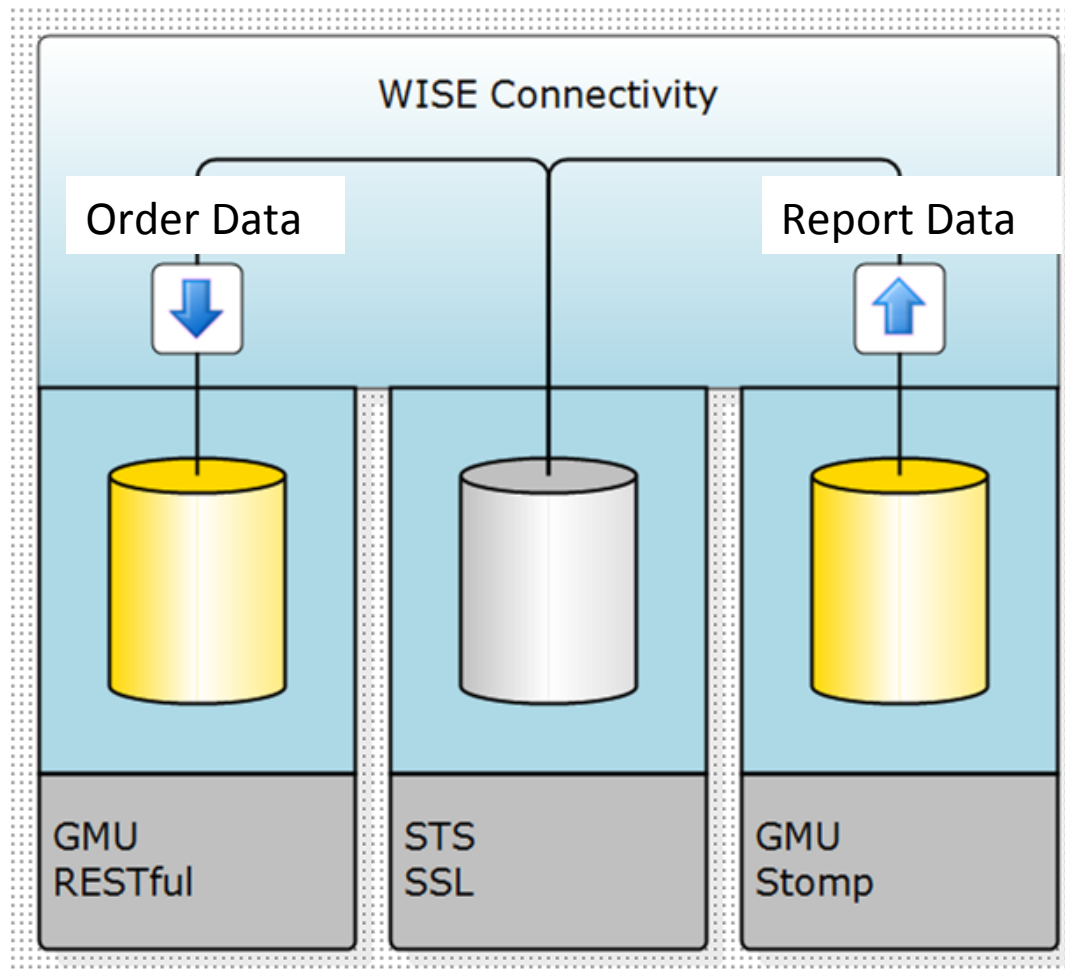 WISE Connectivity
Order Data
Report Data
GMU
RESTful
STS
SSL
GMU
Stomp